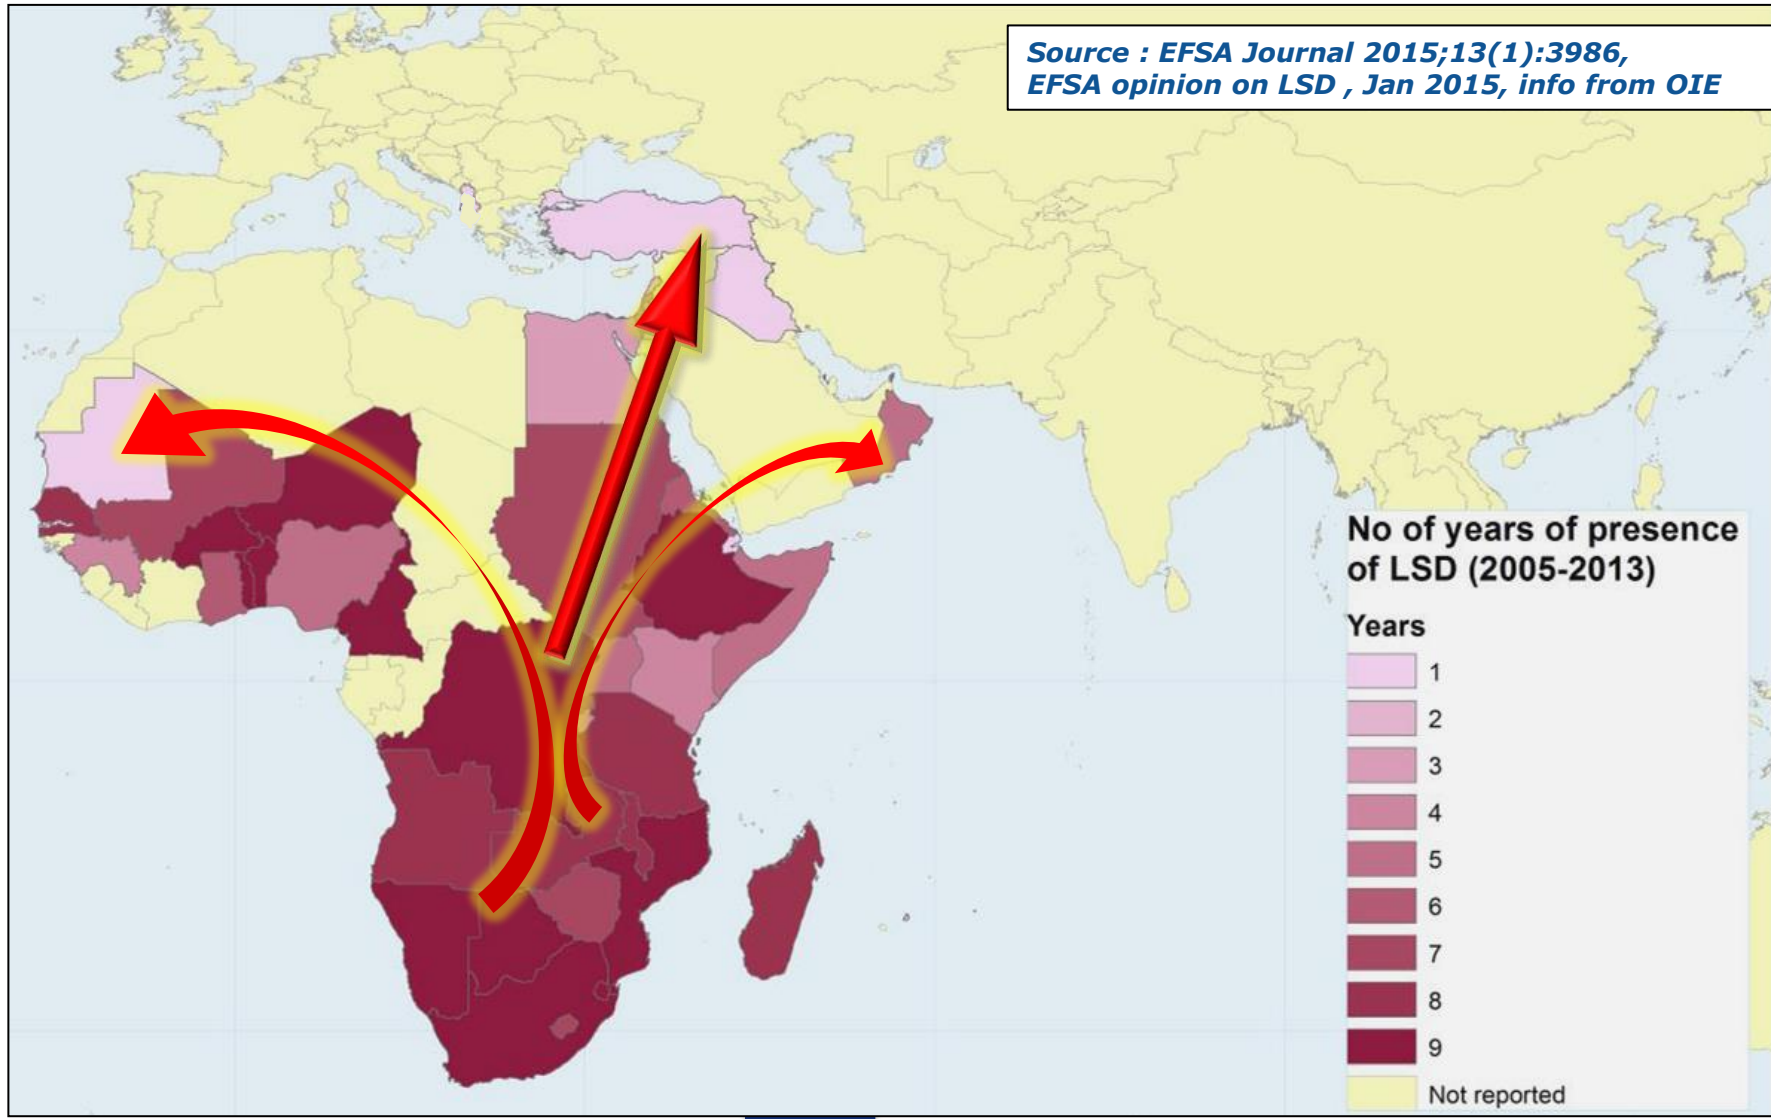 Source : EFSA Journal 2015;13(1):3986,
EFSA opinion on LSD , Jan 2015, info from OIE
No of years of presence
of LSD (2005-2013)
Years
1
2
3
4
5
6
7
8
9
Not reported